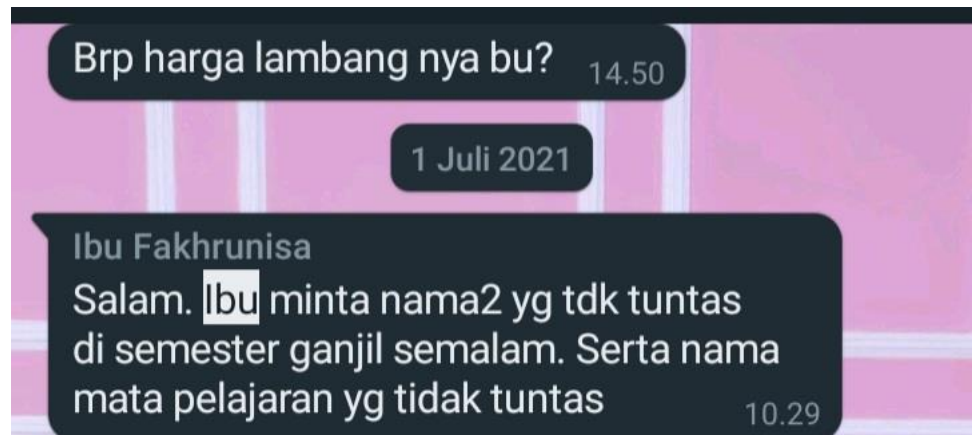 Brp harga lambang nya bu?
14.50
1 Juli 2021
Ibu Fakhrunisa
Salam. Ibu minta nama2 yg tdk tuntas
di semester ganjil semalam. Serta nama
mata pelajaran yg tidak tuntas
10.29